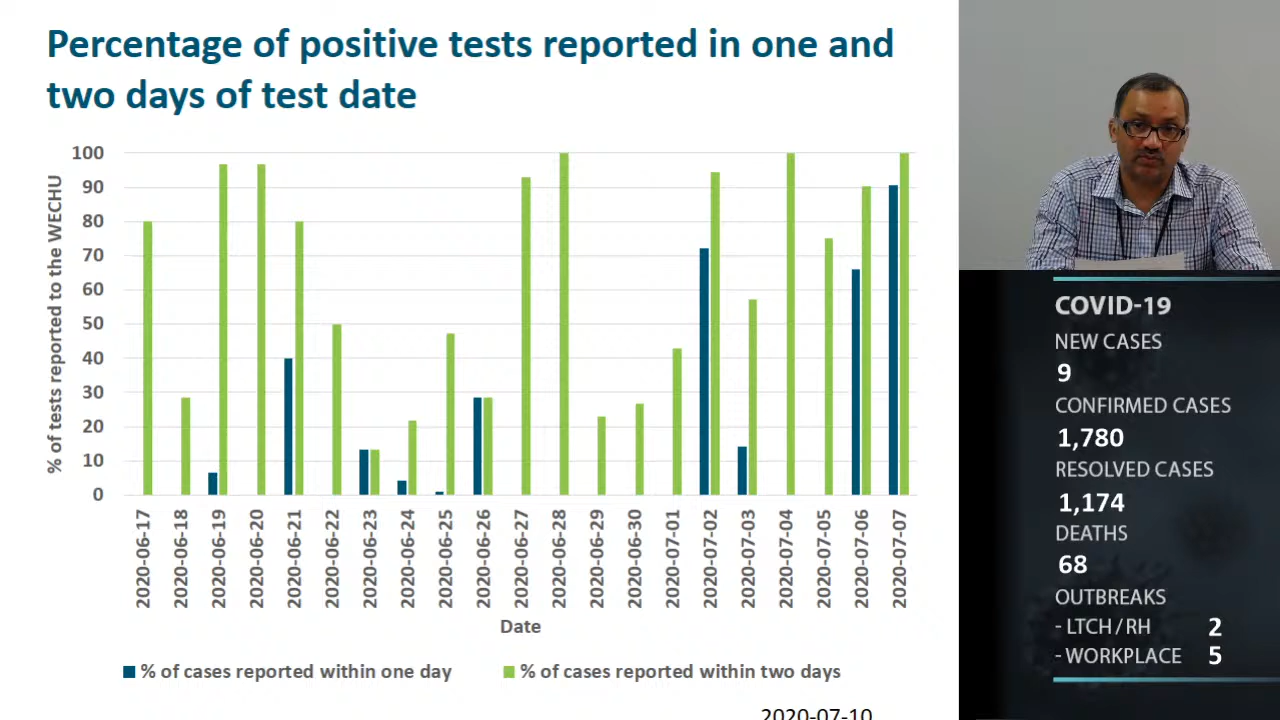 Percentage of positive tests reported in one and
two days of test date
% of tests reported to the WECHU
100
90
80
70
60
50
40
30
20
10
0
2020-06-17
2020-06-18
2020-06-19
2020-06-20
2020-06-21
2020-06-22
2020-06-23
2020-06-24
2020-06-25
2020-06-26
2020-06-27
2020-06-28
2020-06-29
2020-06-30
2020-07-01
2020-07-02
2020-07-03
2020-07-04
2020-07-05
2020-07-06
2020-07-07
Date
% of cases reported within one day
% of cases reported within two days
2020-07-10
COVID-19
NEW CASES
9
CONFIRMED CASES
1,780
RESOLVED CASES
1,174
DEATHS
68
OUTBREAKS
- LTCH / RH 2
- WORKPLACE 5